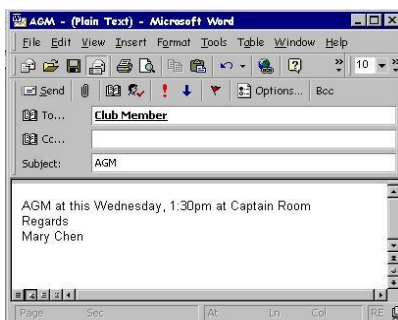 AGM - (Plain Text) - Microsoft Word
File Edit View Insert Format Tools Table Window Help
10
Send Options... Bcc
To... Club Member
Cc...
Subject: AGM
AGM at this Wednesday, 1:30pm at Captain Room
Regards
Mary Chen
Page Sec At Ln Col RE